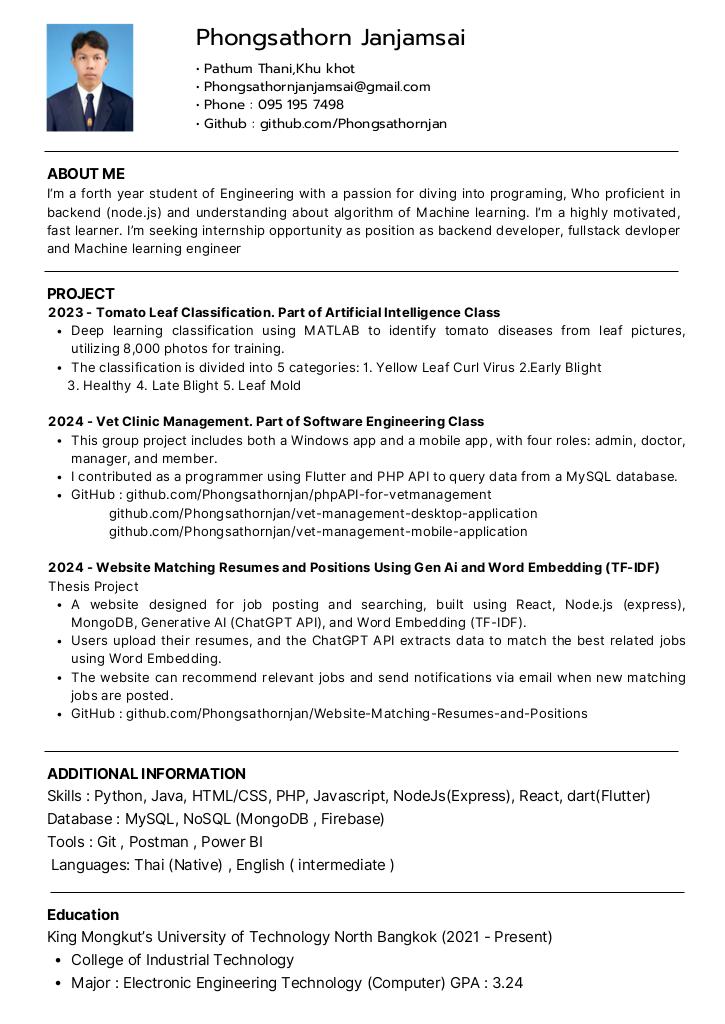 Phongsathorn Janjamsai
• Pathum Thani,Khu khot
• Phongsathornjanjamsai@gmail.com
• Phone : 095 195 7498
• Github : github.com/Phongsathornjan
ABOUT ME
I'm a forth year student of Engineering with a passion for diving into programing, Who proficient in
backend (node.js) and understanding about algorithm of Machine learning. I'm a highly motivated,
fast learner. I'm seeking internship opportunity as position as backend developer, fullstack devloper
and Machine learning engineer
PROJECT
2023 - Tomato Leaf Classification. Part of Artificial Intelligence Class
• Deep learning classification using MATLAB to identify tomato diseases from leaf pictures,
utilizing 8,000 photos for training.
• The classification is divided into 5 categories: 1. Yellow Leaf Curl Virus 2.Early Blight
3. Healthy 4. Late Blight 5. Leaf Mold
2024 - Vet Clinic Management. Part of Software Engineering Class
• This group project includes both a Windows app and a mobile app, with four roles: admin, doctor,
manager, and member.
• I contributed as a programmer using Flutter and PHP API to query data from a MySQL database.
• GitHub : github.com/Phongsathornjan/phpAPI-for-vetmanagement
github.com/Phongsathornjan/vet-management-desktop-application
github.com/Phongsathornjan/vet-management-mobile-application
2024 - Website Matching Resumes and Positions Using Gen Ai and Word Embedding (TF-IDF)
Thesis Project
• A website designed for job posting and searching, built using React, Node.js (express),
MongoDB, Generative AI (ChatGPT API), and Word Embedding (TF-IDF).
• Users upload their resumes, and the ChatGPT API extracts data to match the best related jobs
using Word Embedding.
• The website can recommend relevant jobs and send notifications via email when new matching
jobs are posted.
• GitHub : github.com/Phongsathornjan/Website-Matching-Resumes-and-Positions
ADDITIONAL INFORMATION
Skills : Python, Java, HTML/CSS, PHP, Javascript, NodeJs(Express), React, dart(Flutter)
Database : MySQL, NoSQL (MongoDB , Firebase)
Tools : Git , Postman , Power BI
Languages: Thai (Native) , English ( intermediate )
Education
King Mongkut's University of Technology North Bangkok (2021 - Present)
• College of Industrial Technology
• Major : Electronic Engineering Technology (Computer) GPA : 3.24